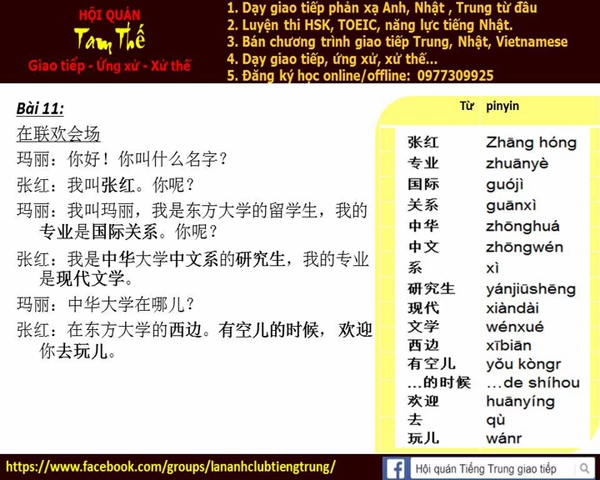 HỘI QUÁN
Tam Thế
Giao tiếp - Ứng xử - Xử thế
1. Dạy giao tiếp phản xạ Anh, Nhật , Trung từ đầu
2. Luyện thi HSK, TOEIC, năng lực tiếng Nhật.
3. Bán chương trình giao tiếp Trung, Nhật, Vietnamese
4. Dạy giao tiếp, ứng xử, xử thế...
5. Đăng ký học online/offline: 0977309925
Bài 11:
在联欢会场
玛丽：你好！你叫什么名字？
张红：我叫张红。你呢？
玛丽：我叫玛丽，我是东方大学的留学生，我的
专业是国际关系。你呢？
张红：我是中华大学中文系的研究生，我的专业
是现代文学。
玛丽：中华大学在哪儿？
张红：在东方大学的西边。有空儿的时候，欢迎
你去玩儿。
Từ pinyin
张红 Zhāng hóng
专业 zhuānyè
国际 guójì
关系 guānxì
中华 zhōnghuá
中文 zhōngwén
系 xì
研究生 yánjiūshēng
现代 xiàndài
文学 wénxué
西边 xībiān
有空儿 yǒu kòngr
...的时候 ...de shíhou
欢迎 huānyíng
去 qù
玩儿 wánr
https://www.facebook.com/groups/lananhclubtiengtrung/
f Hội quán Tiếng Trung giao tiếp